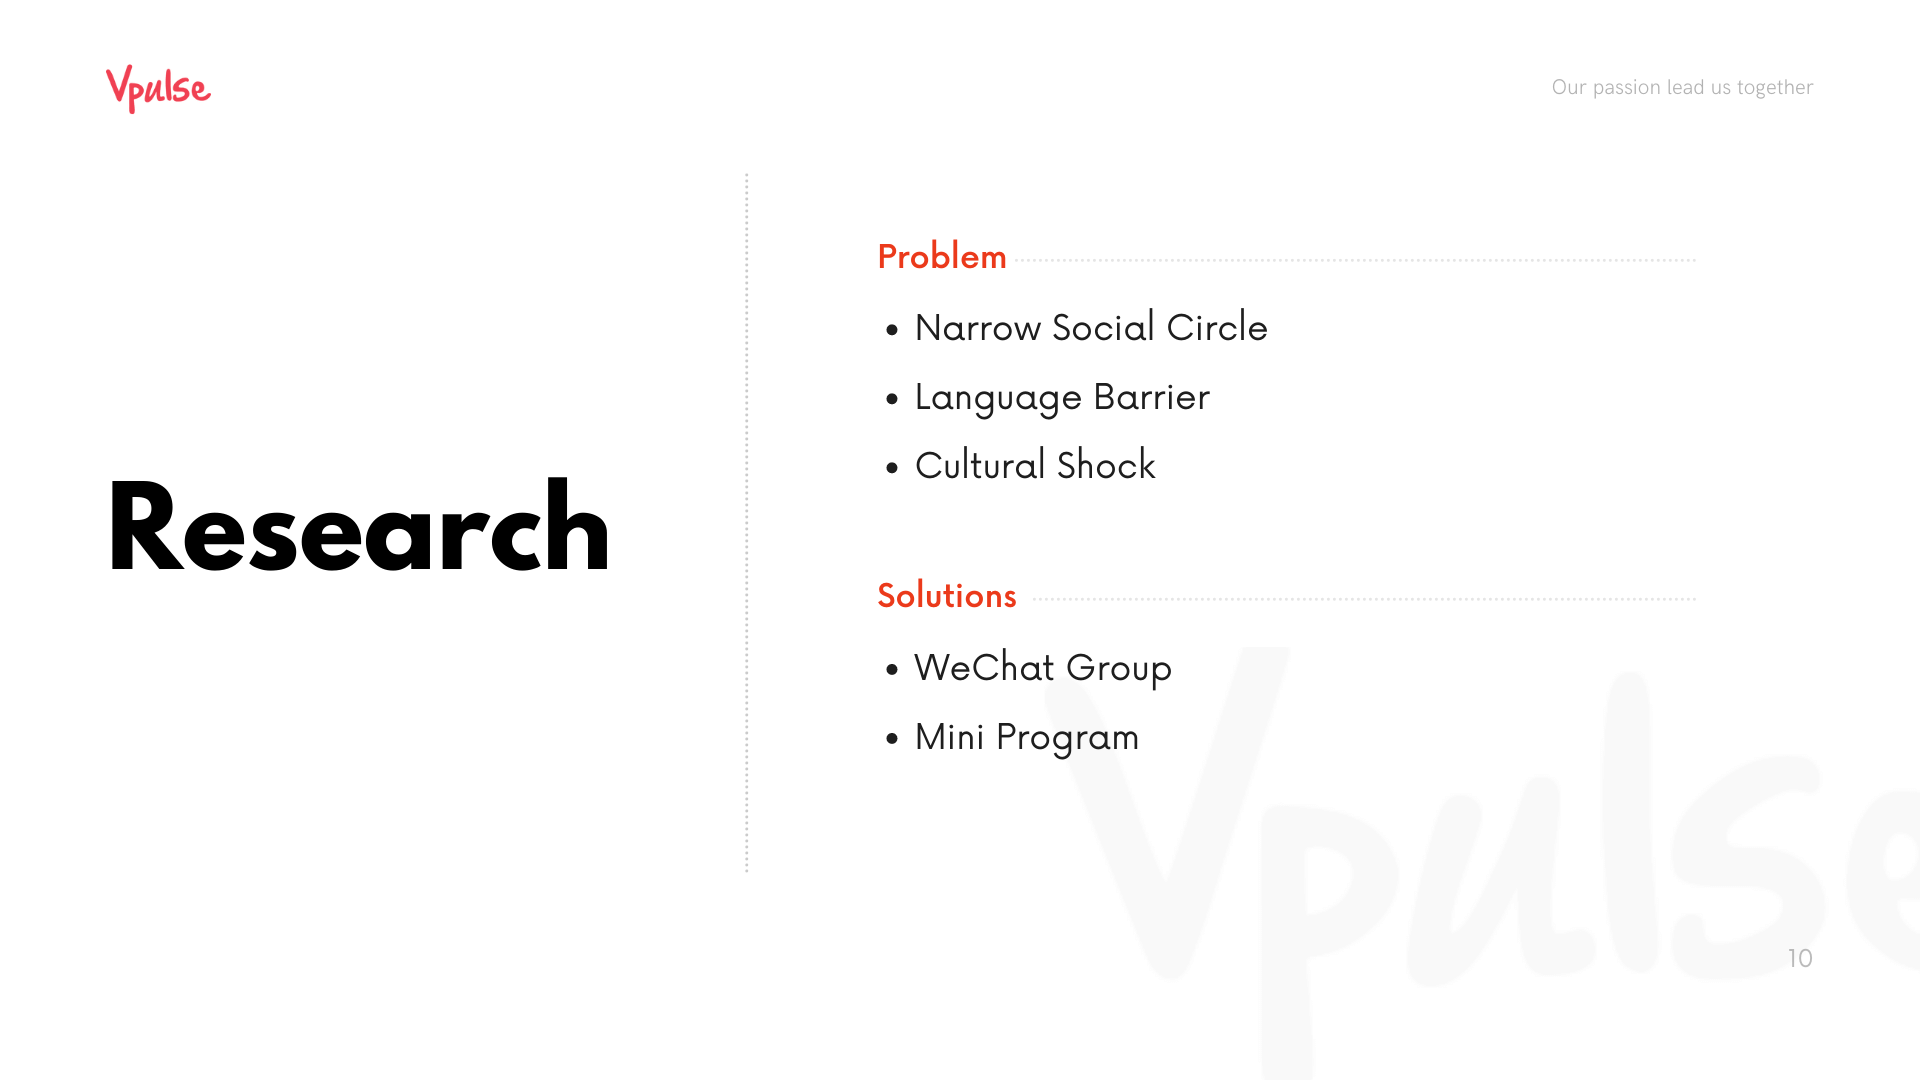 Vpulse
Our passion lead us together
Research
Problem
• Narrow Social Circle
• Language Barrier
• Cultural Shock
Solutions
• WeChat Group
• Mini Program
Vpulse
10